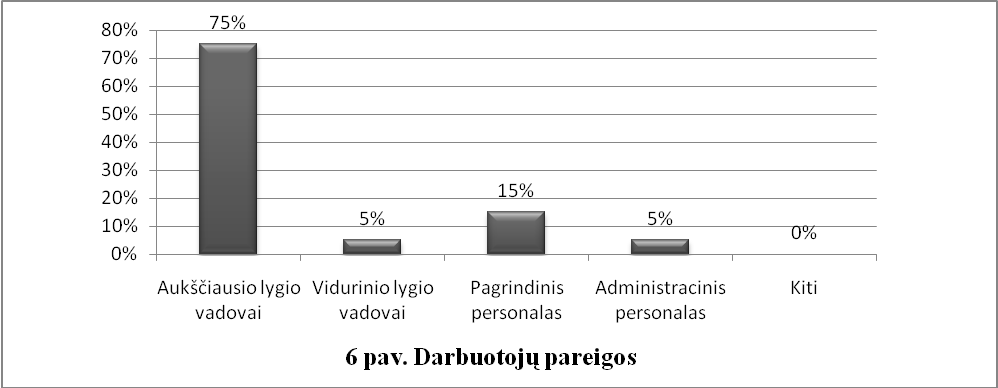 80%
70%
60%
50%
40%
30%
20%
10%
0%
75%
5%
15%
5%
0%
Aukščiausio lygio
vadovai
Vidurinio lygio
vadovai
Pagrindinis
personalas
Administracinis
personalas
Kiti
6 pav. Darbuotojų pareigos